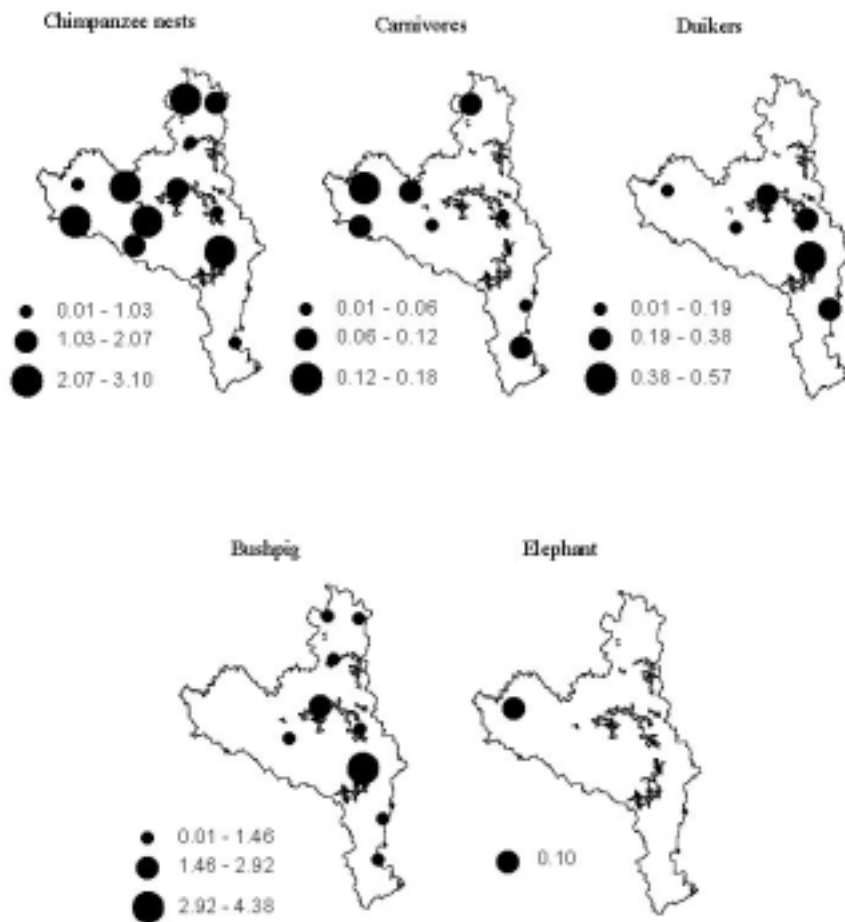 Chimpanzee nests
Carnivores
Duikers
0.01 - 1.03
1.03 - 2.07
2.07 - 3.10
0.01 - 0.06
0.06 - 0.12
0.12 - 0.18
0.01 - 0.19
0.19 - 0.38
0.38 - 0.57
Bushpig
Elephant
0.01 - 1.46
1.46 - 2.92
2.92 - 4.38
0.10